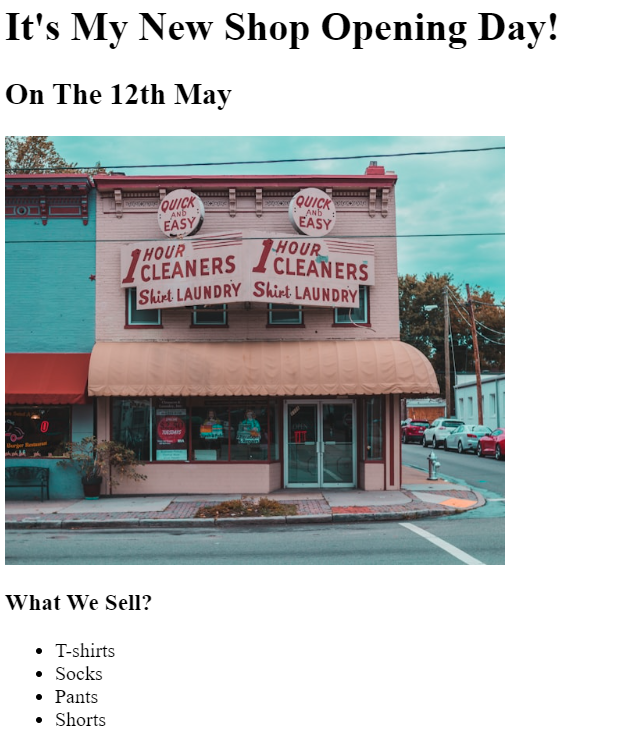 It's My New Shop Opening Day!
On The 12th May
QUICK
AND
EASY
QUICK
AND
EASY
1 HOUR
CLEANERS
Shirt LAUNDRY
1 HOUR
CLEANERS
Shirt LAUNDRY
What We Sell?
T-shirts
Socks
Pants
Shorts